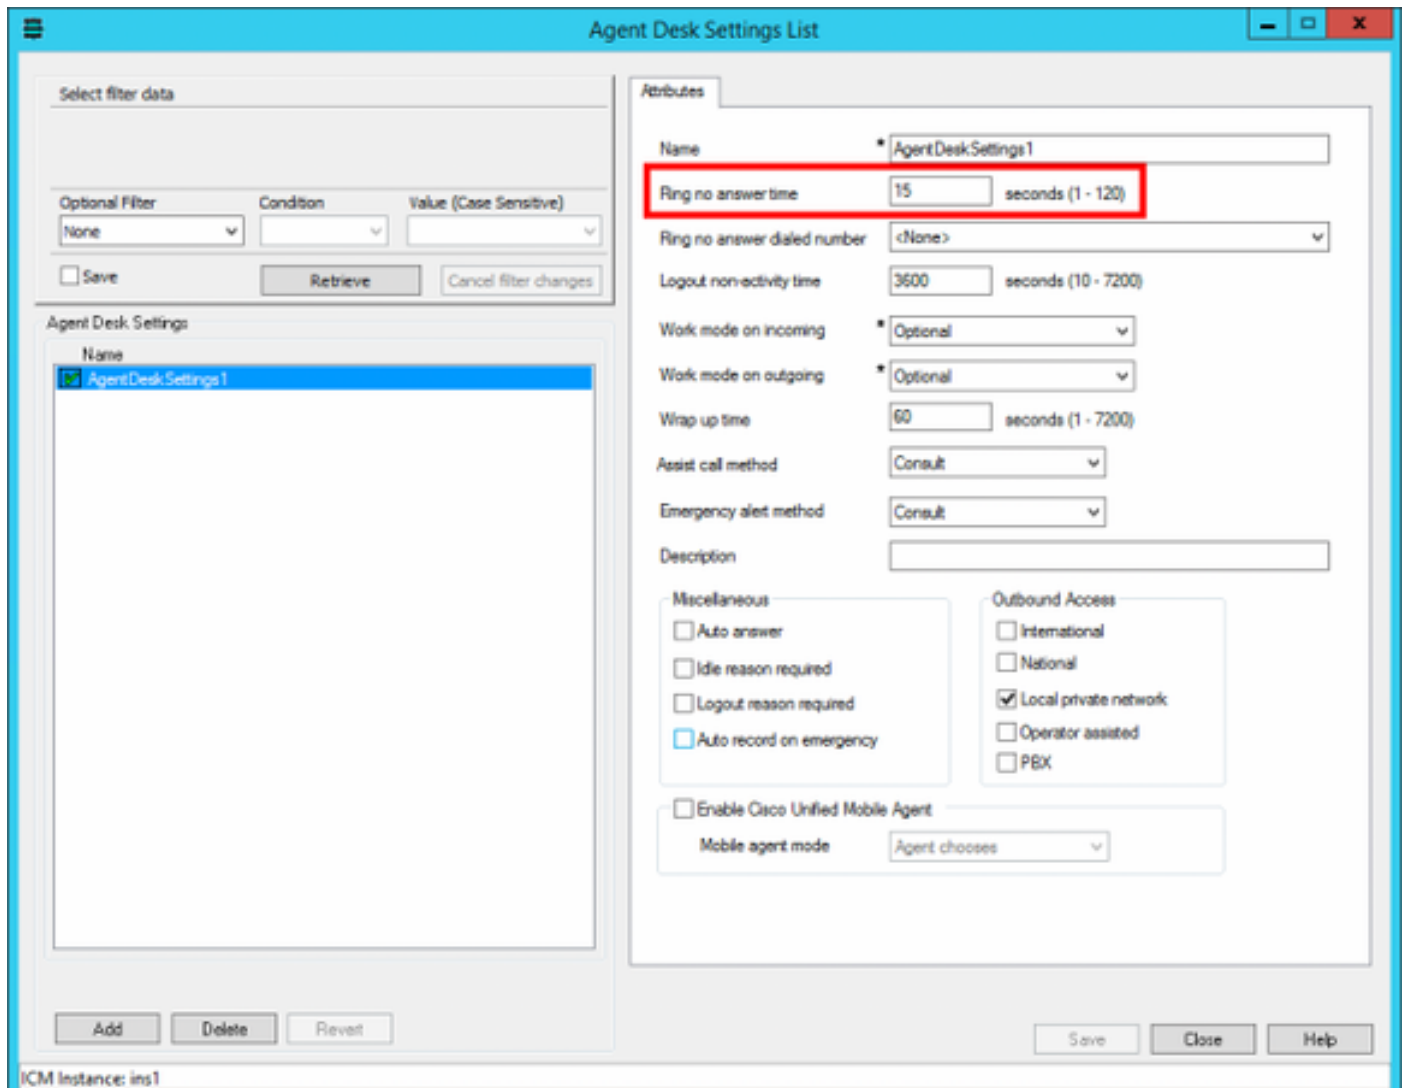 Agent Desk Settings List
Select filter data
Optional Filter Condition Value (Case Sensitive)
None
Save Retrieve Cancel filter changes
Agent Desk Settings
Name
AgentDeskSettings1
Add Delete Revert
Attributes
Name * AgentDeskSettings1
Ring no answer time 15 seconds (1 - 120)
Ring no answer dialed number <None>
Logout non-activity time 3600 seconds (10 - 7200)
Work mode on incoming * Optional
Work mode on outgoing * Optional
Wrap up time 60 seconds (1 - 7200)
Assist call method Consult
Emergency alert method Consult
Description
Miscellaneous
Auto answer
Idle reason required
Logout reason required
Auto record on emergency
Outbound Access
International
National
Local private network
Operator assisted
PBX
Enable Cisco Unified Mobile Agent
Mobile agent mode Agent chooses
Save Close Help
ICM Instance: ins1